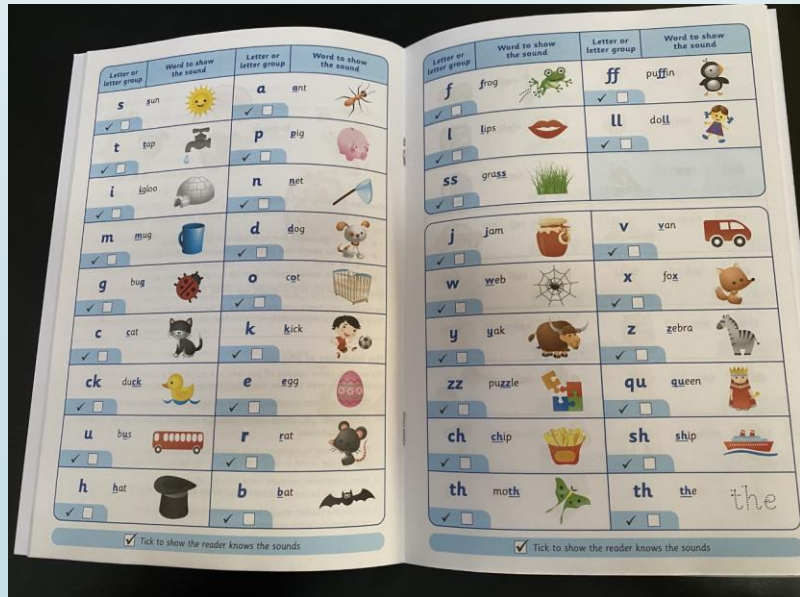 Letter or letter group Word to show the sound Letter or letter group Word to show the sound
s sun a ant
t tap p pig
i igloo n net
m mug d dog
g bug o cot
c cat k kick
ck duck e egg
u bus r rat
h hat b bat
Tick to show the reader knows the sounds
Letter or letter group Word to show the sound Letter or letter group Word to show the sound
f frog ff puffin
l lips ll doll
ss grass
j jam v van
w web x fox
y yak z zebra
zz puzzle qu queen
ch chip sh ship
th moth th the the
Tick to show the reader knows the sounds